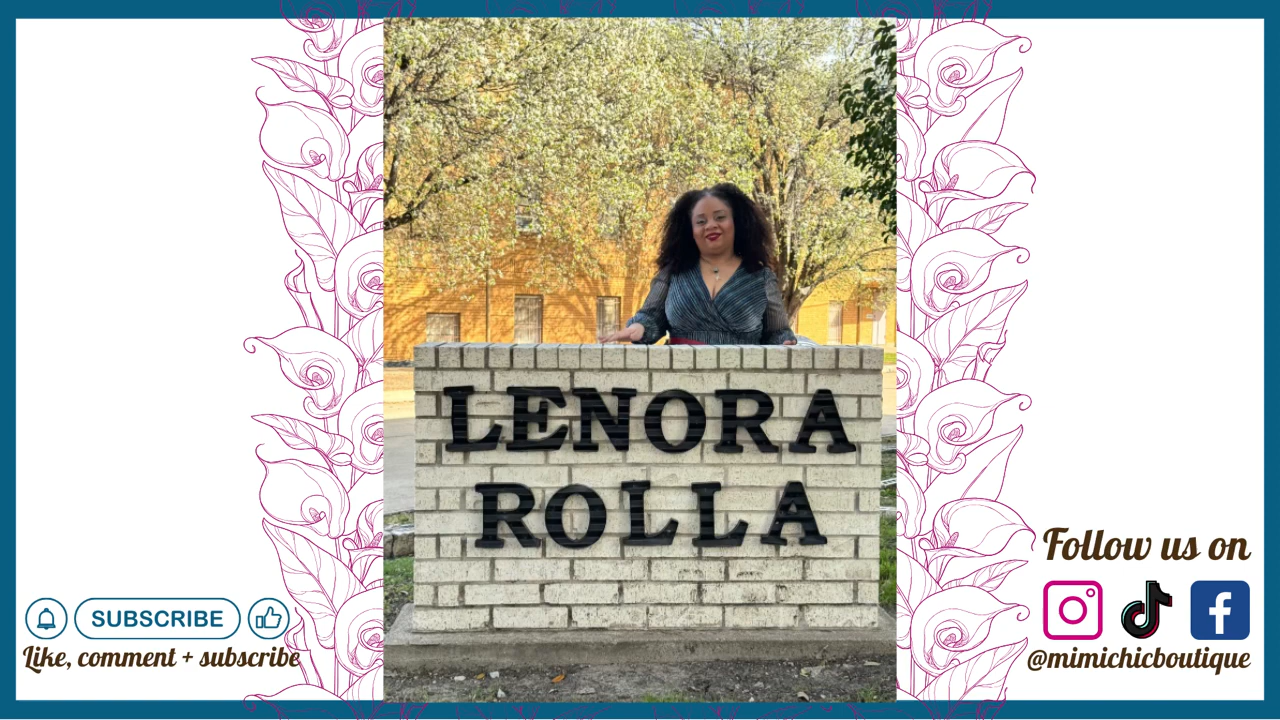 LENORA
ROLLA
SUBSCRIBE
Like, comment + subscribe
Follow us on
@mimichicboutique